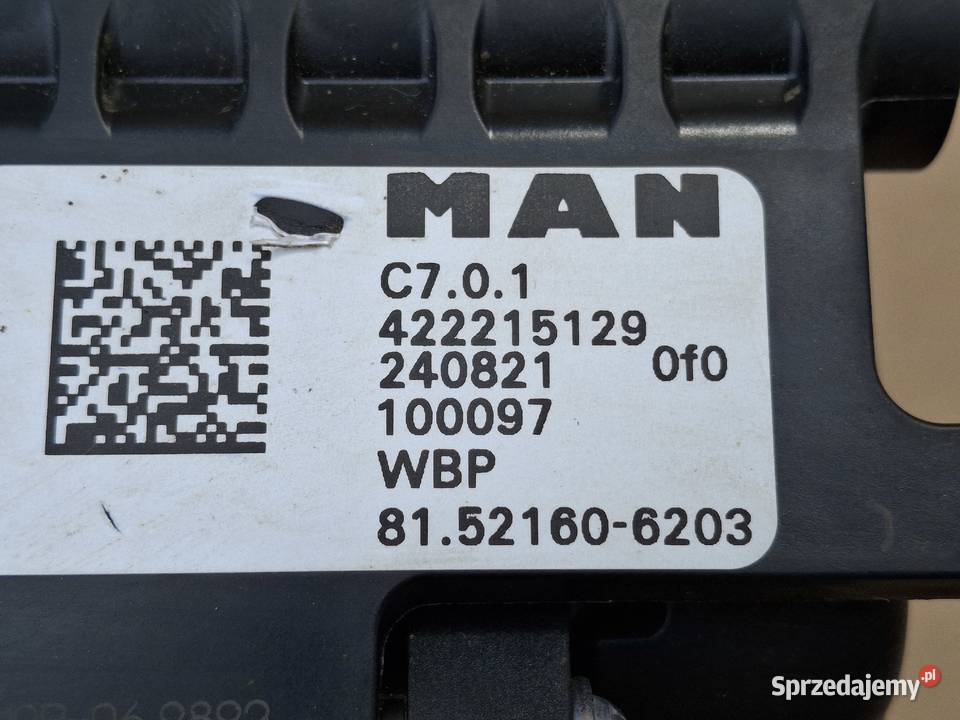 MAN
C7.0.1
422215129
240821 0f0
100097
WBP
81.52160-6203
Sprzedajemy.pl